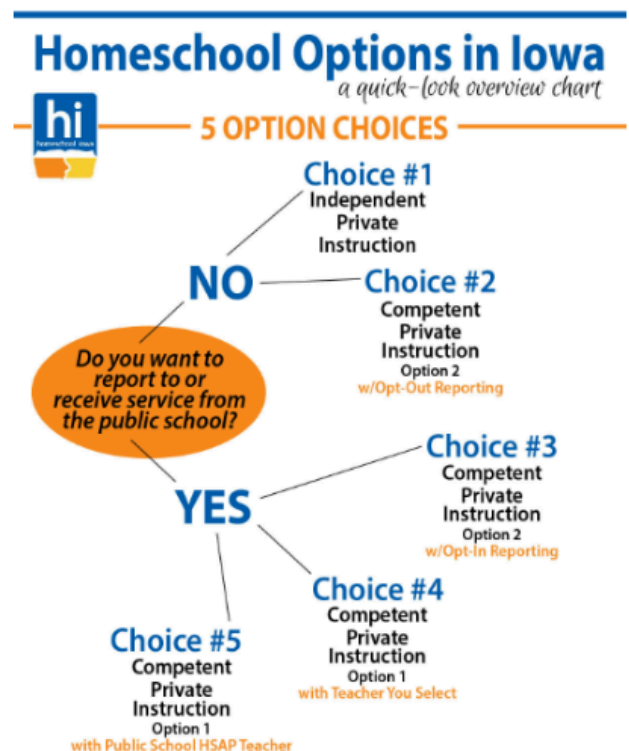 Homeschool Options in Iowa
a quick-look overview chart
hi
homeschool iowa
5 OPTION CHOICES
Choice #1
Independent
Private
Instruction
NO
Choice #2
Competent
Private
Instruction
Option 2
w/Opt-Out Reporting
Do you want to
report to or
receive service from
the public school?
Choice #3
Competent
Private
Instruction
Option 2
w/Opt-In Reporting
YES
Choice #4
Competent
Private
Instruction
Option 1
with Teacher You Select
Choice #5
Competent
Private
Instruction
Option 1
with Public School HSAP Teacher